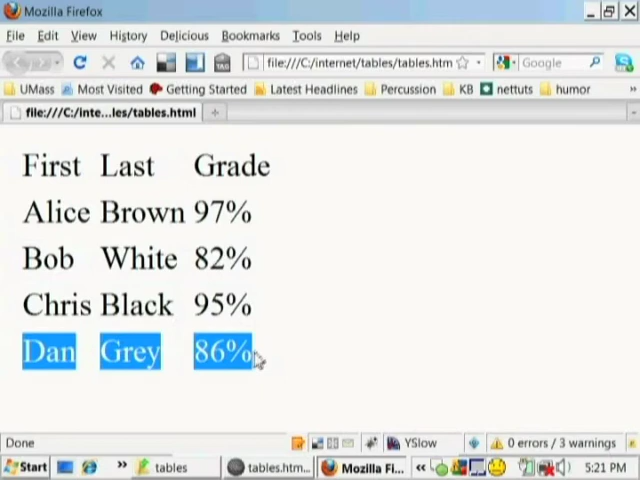 Mozilla Firefox
File Edit View History Delicious Bookmarks Tools Help
file:///C:/internet/tables/tables.htm Google
UMass Most Visited Getting Started Latest Headlines Percussion KB nettuts humor »
file:///C:/inte...les/tables.html
First Last Grade
Alice Brown 97%
Bob White 82%
Chris Black 95%
Dan Grey 86%
Done YSlow 0 errors / 3 warnings
Start » tables tables.htm... Mozilla Fi... « 5:21 PM